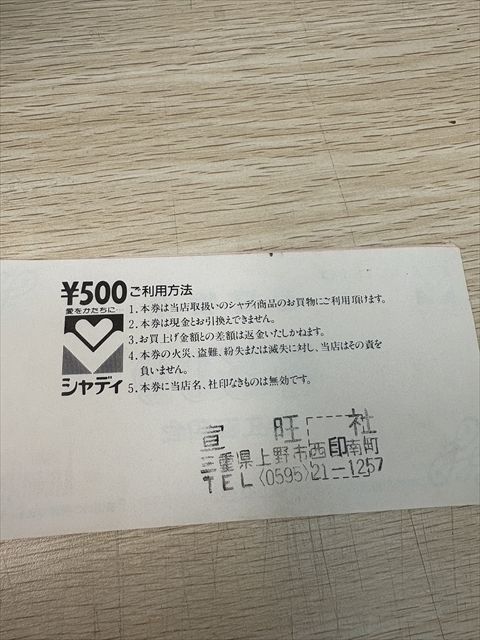 ¥500 ご利用方法
愛をかたちに…
シャディ
1.本券は当店取扱いのシャディ商品のお買物にご利用頂けます。
2.本券は現金とお引換えできません。
3.お買上げ金額との差額は返金いたしかねます。
4.本券の火災、盗難、紛失または滅失に対し、当店はその責を
負いません。
5.本券に当店名、社印なきものは無効です。
宣旺社
印
三重県上野市西南町
TEL〈0595〉21-1257